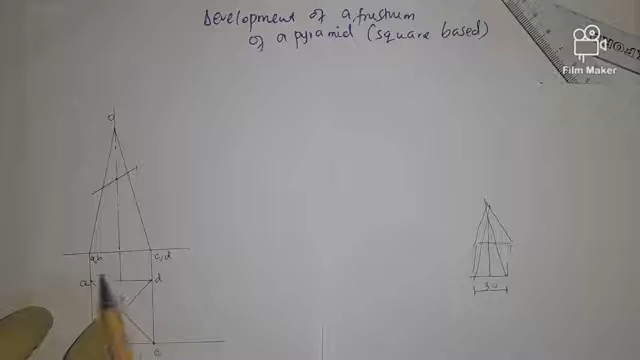 Development of a frustum
of a pyramid (square based)
Film Maker
O
a,b
c,d
a
d
c
30